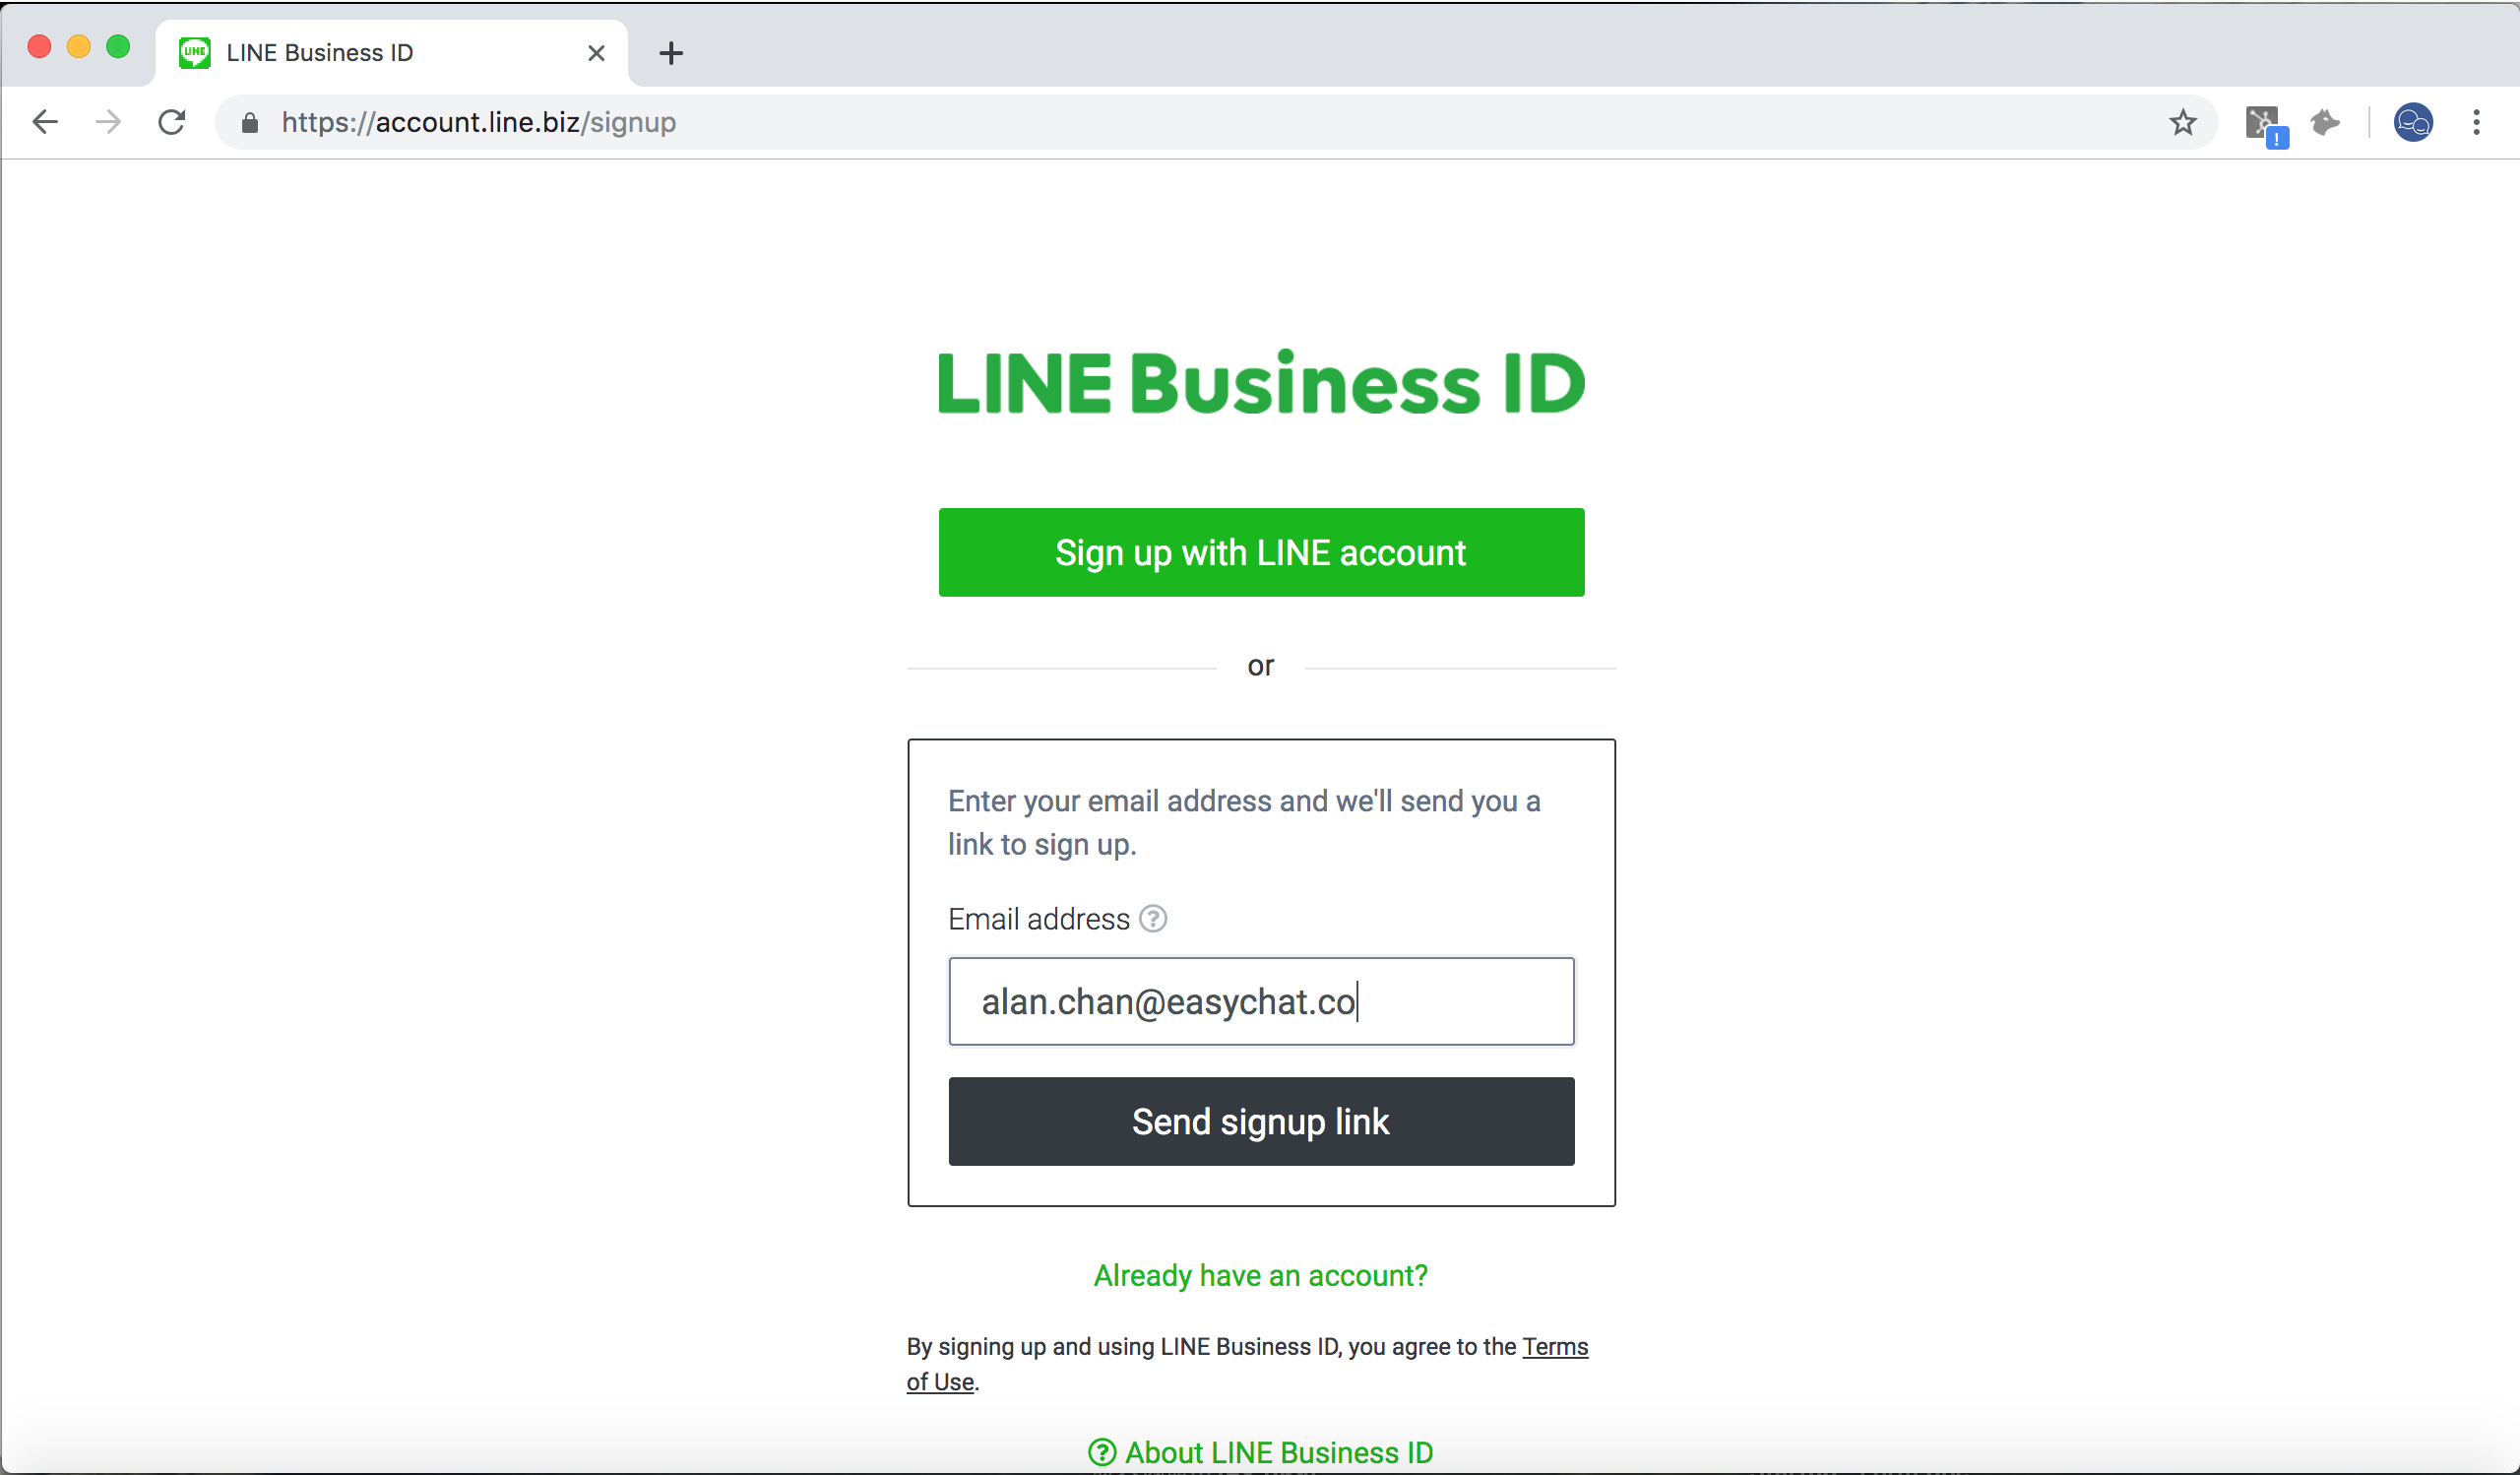 LINE Business ID
https://account.line.biz/signup
LINE Business ID
Sign up with LINE account
or
Enter your email address and we'll send you a
link to sign up.
Email address ?
alan.chan@easychat.co
Send signup link
Already have an account?
By signing up and using LINE Business ID, you agree to the Terms
of Use.
? About LINE Business ID